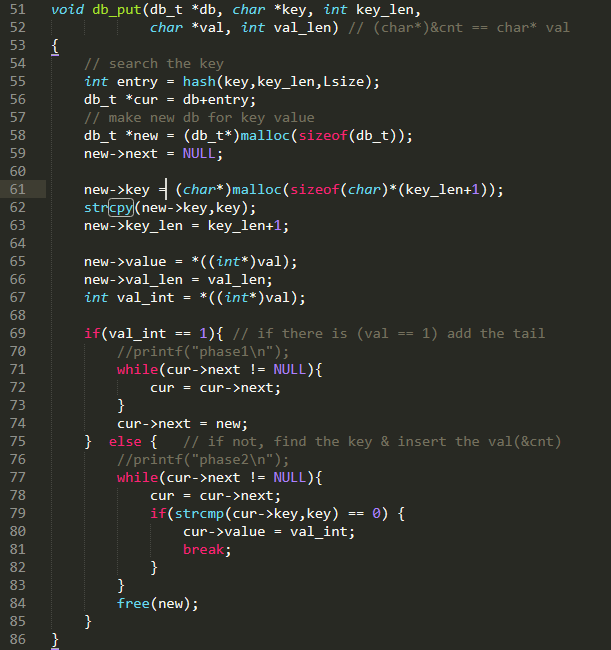 51 void db_put(db_t *db, char *key, int key_len,
52             char *val, int val_len) // (char*)&cnt == char* val
53 {
54     // search the key
55     int entry = hash(key,key_len,Lsize);
56     db_t *cur = db+entry;
57     // make new db for key value
58     db_t *new = (db_t*)malloc(sizeof(db_t));
59     new->next = NULL;
60
61     new->key = (char*)malloc(sizeof(char)*(key_len+1));
62     strcpy(new->key,key);
63     new->key_len = key_len+1;
64
65     new->value = *((int*)val);
66     new->val_len = val_len;
67     int val_int = *((int*)val);
68
69     if(val_int == 1){ // if there is (val == 1) add the tail
70         //printf("phase1\n");
71         while(cur->next != NULL){
72             cur = cur->next;
73         }
74         cur->next = new;
75     }  else {   // if not, find the key & insert the val(&cnt)
76         //printf("phase2\n");
77         while(cur->next != NULL){
78             cur = cur->next;
79             if(strcmp(cur->key,key) == 0) {
80                 cur->value = val_int;
81                 break;
82             }
83         }
84         free(new);
85     }
86 }